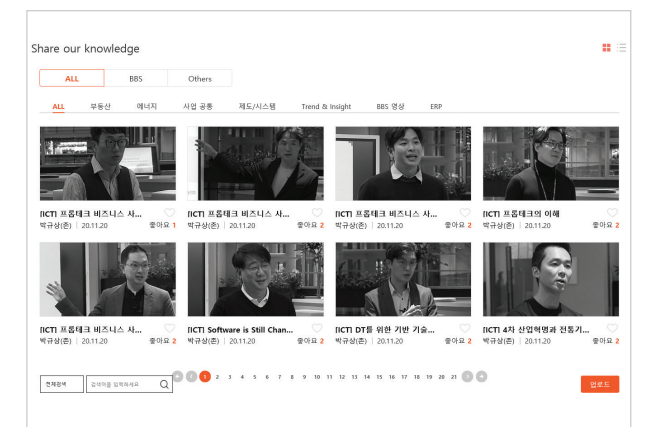 Share our knowledge
ALL BBS Others
ALL 부동산 에너지 사업 공통 제도/시스템 Trend & Insight BBS 영상 ERP
[ICT] 프롭테크 비즈니스 사... [ICT] 프롭테크 비즈니스 사... [ICT] 프롭테크 비즈니스 사... [ICT] 프롭테크의 이해
박규상(존) | 20.11.20 좋아요 1 박규상(존) | 20.11.20 좋아요 2 박규상(존) | 20.11.20 좋아요 2 박규상(존) | 20.11.20 좋아요 2
[ICT] 프롭테크 비즈니스 사... [ICT] Software is Still Chan... [ICT] DT를 위한 기반 기술... [ICT] 4차 산업혁명과 전통기...
박규상(존) | 20.11.20 좋아요 2 박규상(존) | 20.11.20 좋아요 2 박규상(존) | 20.11.20 좋아요 2 박규상(존) | 20.11.20 좋아요 2
전체검색 검색어를 입력하세요 1 2 3 4 5 6 7 8 9 10 11 12 13 14 15 16 17 18 19 20 21 업로드